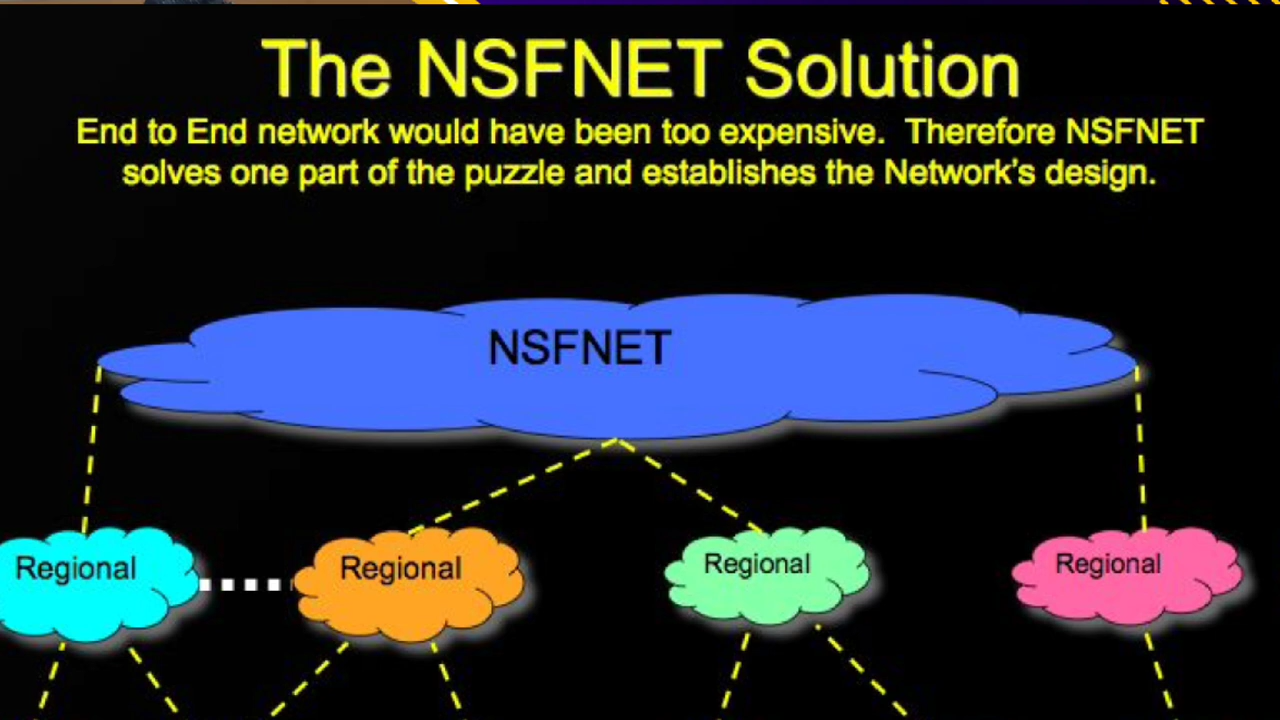 The NSFNET Solution
End to End network would have been too expensive.  Therefore NSFNET
solves one part of the puzzle and establishes the Network's design.
NSFNET
Regional
Regional
Regional
Regional